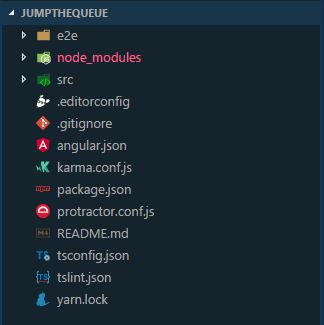 JUMPTHEQUEUE
e2e
node_modules
src
.editorconfig
.gitignore
angular.json
karma.conf.js
package.json
protractor.conf.js
README.md
tsconfig.json
tslint.json
yarn.lock